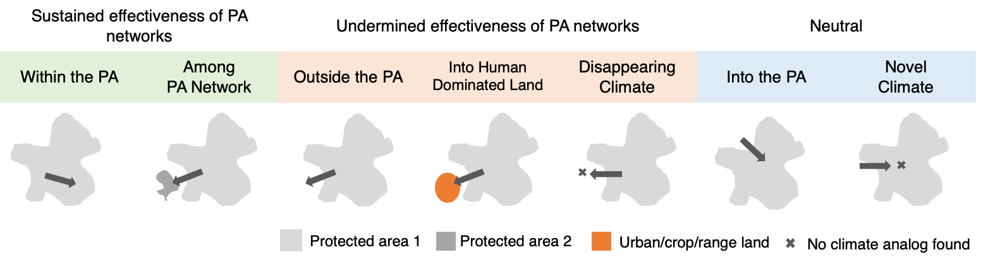 Sustained effectiveness of PA
networks
Undermined effectiveness of PA networks
Neutral
Within the PA
Among
PA Network
Outside the PA
Into Human
Dominated Land
Disappearing
Climate
Into the PA
Novel
Climate
Protected area 1
Protected area 2
Urban/crop/range land
No climate analog found